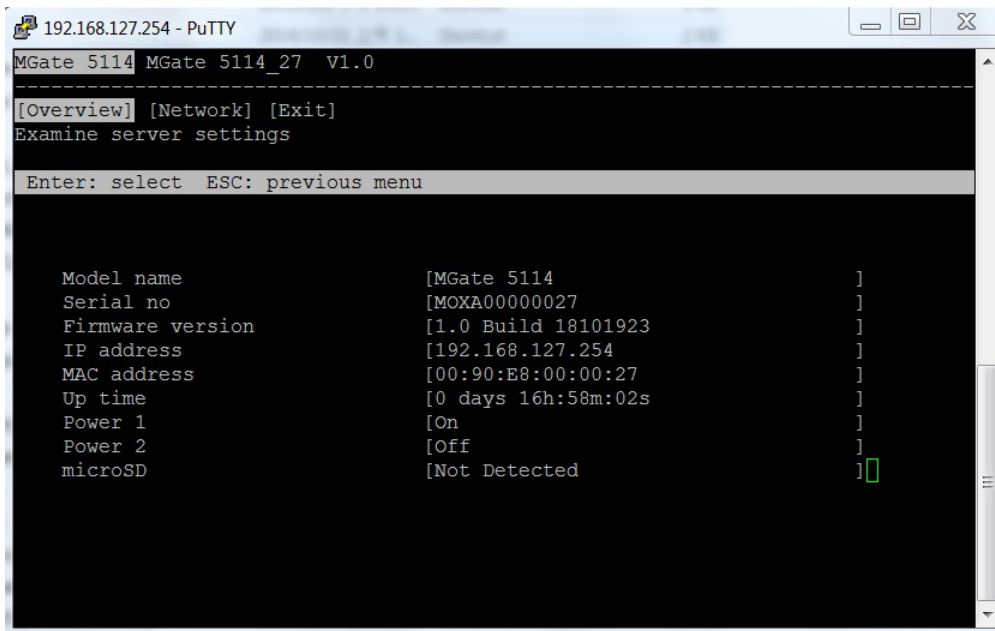 192.168.127.254 - PuTTY
MGate 5114 MGate 5114_27 V1.0
--------------------------------------------------------------------------------
[Overview] [Network] [Exit]
Examine server settings
Enter: select ESC: previous menu
Model name [MGate 5114 ]
Serial no [MOXA00000027 ]
Firmware version [1.0 Build 18101923 ]
IP address [192.168.127.254 ]
MAC address [00:90:E8:00:00:27 ]
Up time [0 days 16h:58m:02s ]
Power 1 [On ]
Power 2 [Off ]
microSD [Not Detected ]